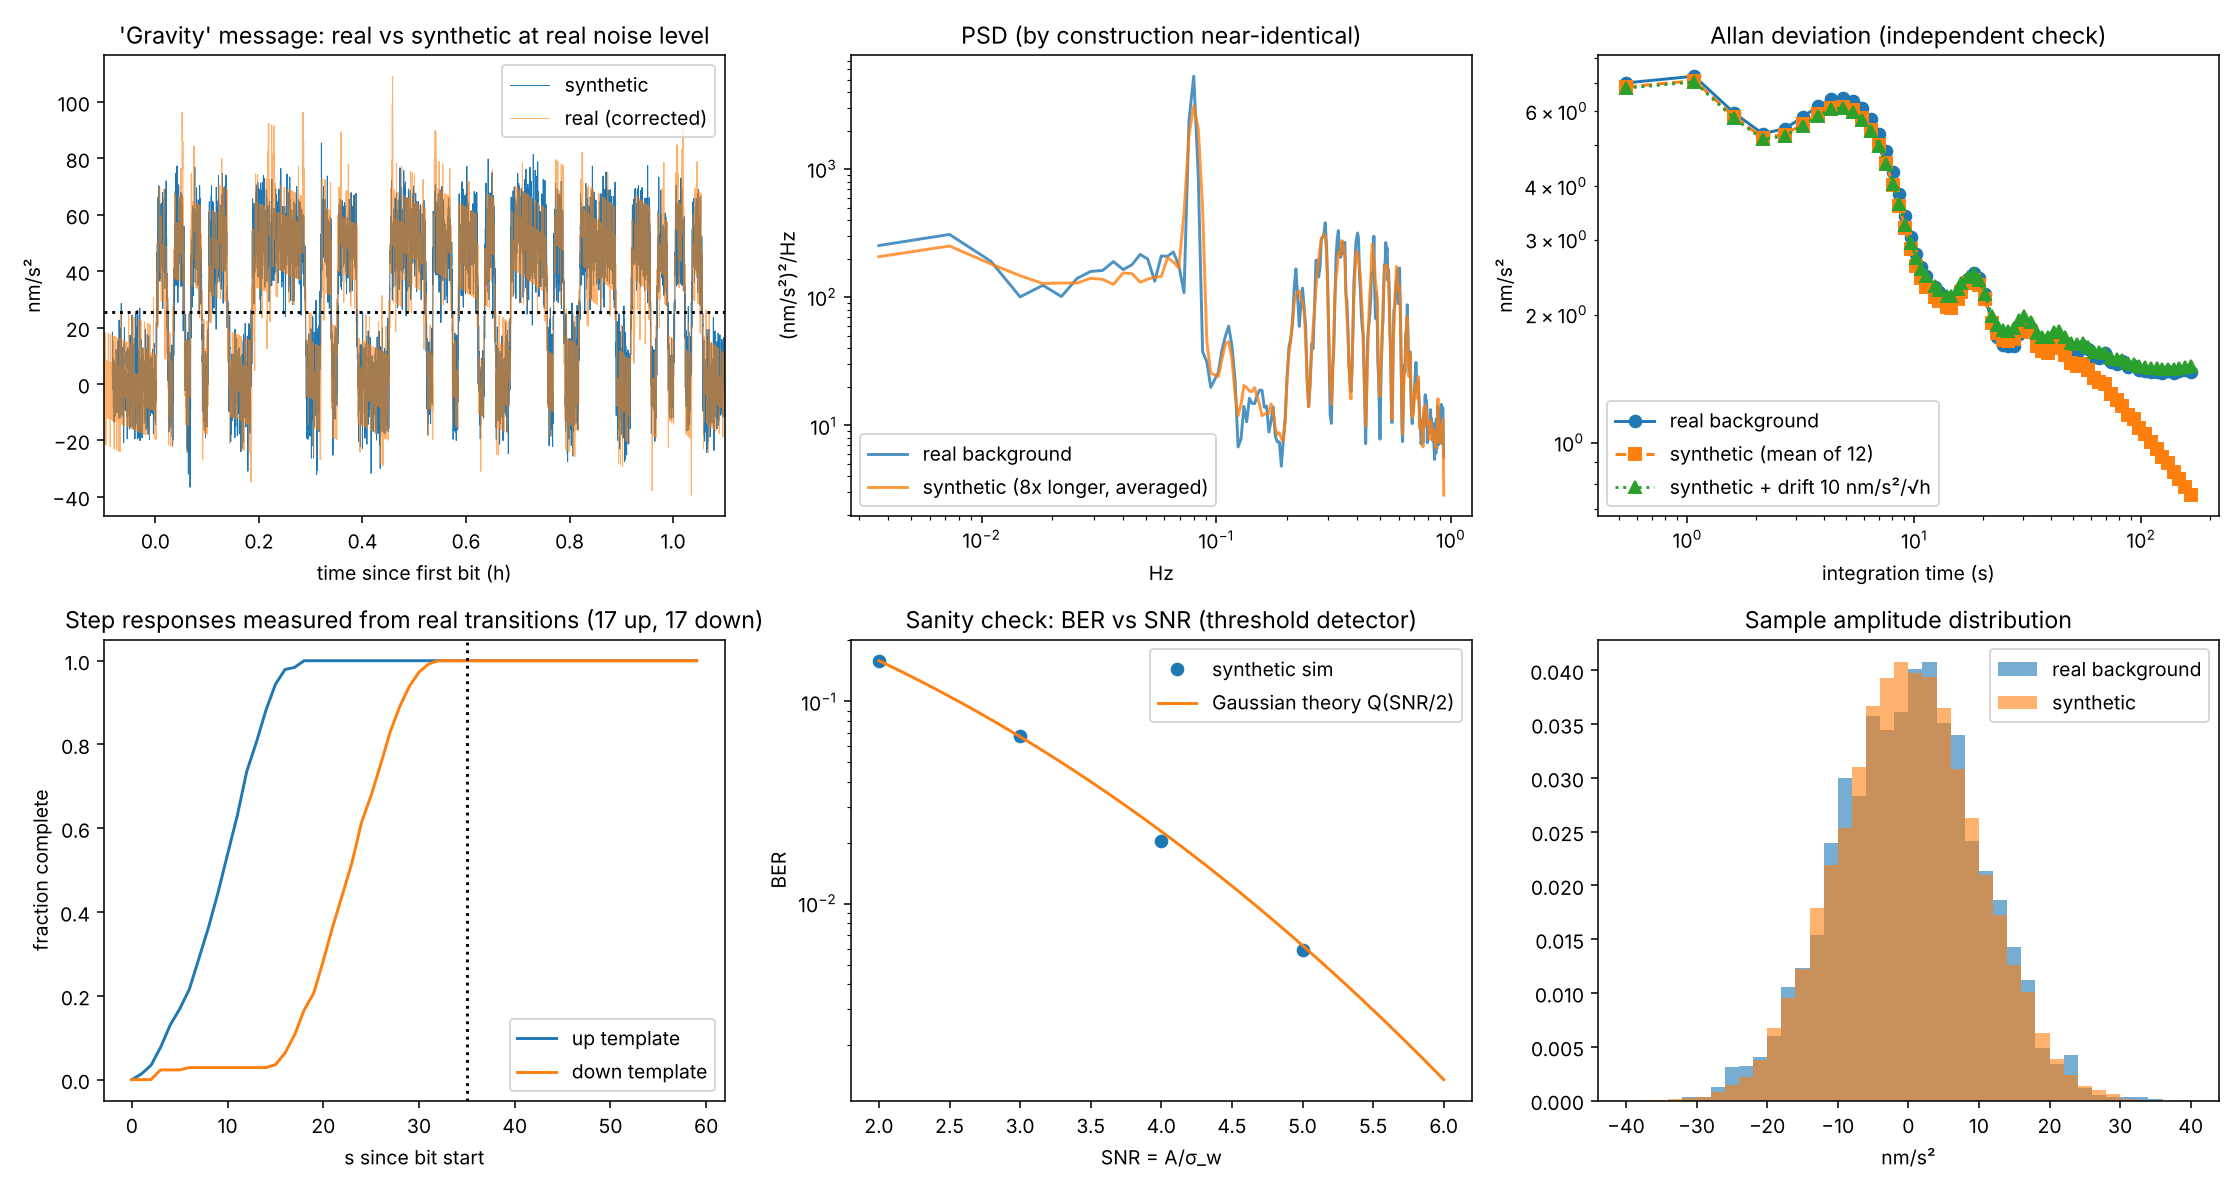 'Gravity' message: real vs synthetic at real noise level
synthetic
real (corrected)
nm/s²
100
80
60
40
20
0
−20
−40
0.0 0.2 0.4 0.6 0.8 1.0
time since first bit (h)
PSD (by construction near-identical)
(nm/s²)²/Hz
10³
10²
10¹
real background
synthetic (8x longer, averaged)
10⁻² 10⁻¹ 10⁰
Hz
Allan deviation (independent check)
nm/s²
6 × 10⁰
4 × 10⁰
3 × 10⁰
2 × 10⁰
10⁰
real background
synthetic (mean of 12)
synthetic + drift 10 nm/s²/√h
10⁰ 10¹ 10²
integration time (s)
Step responses measured from real transitions (17 up, 17 down)
fraction complete
1.0
0.8
0.6
0.4
0.2
0.0
up template
down template
0 10 20 30 40 50 60
s since bit start
Sanity check: BER vs SNR (threshold detector)
synthetic sim
Gaussian theory Q(SNR/2)
BER
10⁻¹
10⁻²
2.0 2.5 3.0 3.5 4.0 4.5 5.0 5.5 6.0
SNR = A/σ_w
Sample amplitude distribution
real background
synthetic
0.040
0.035
0.030
0.025
0.020
0.015
0.010
0.005
0.000
−40 −30 −20 −10 0 10 20 30 40
nm/s²